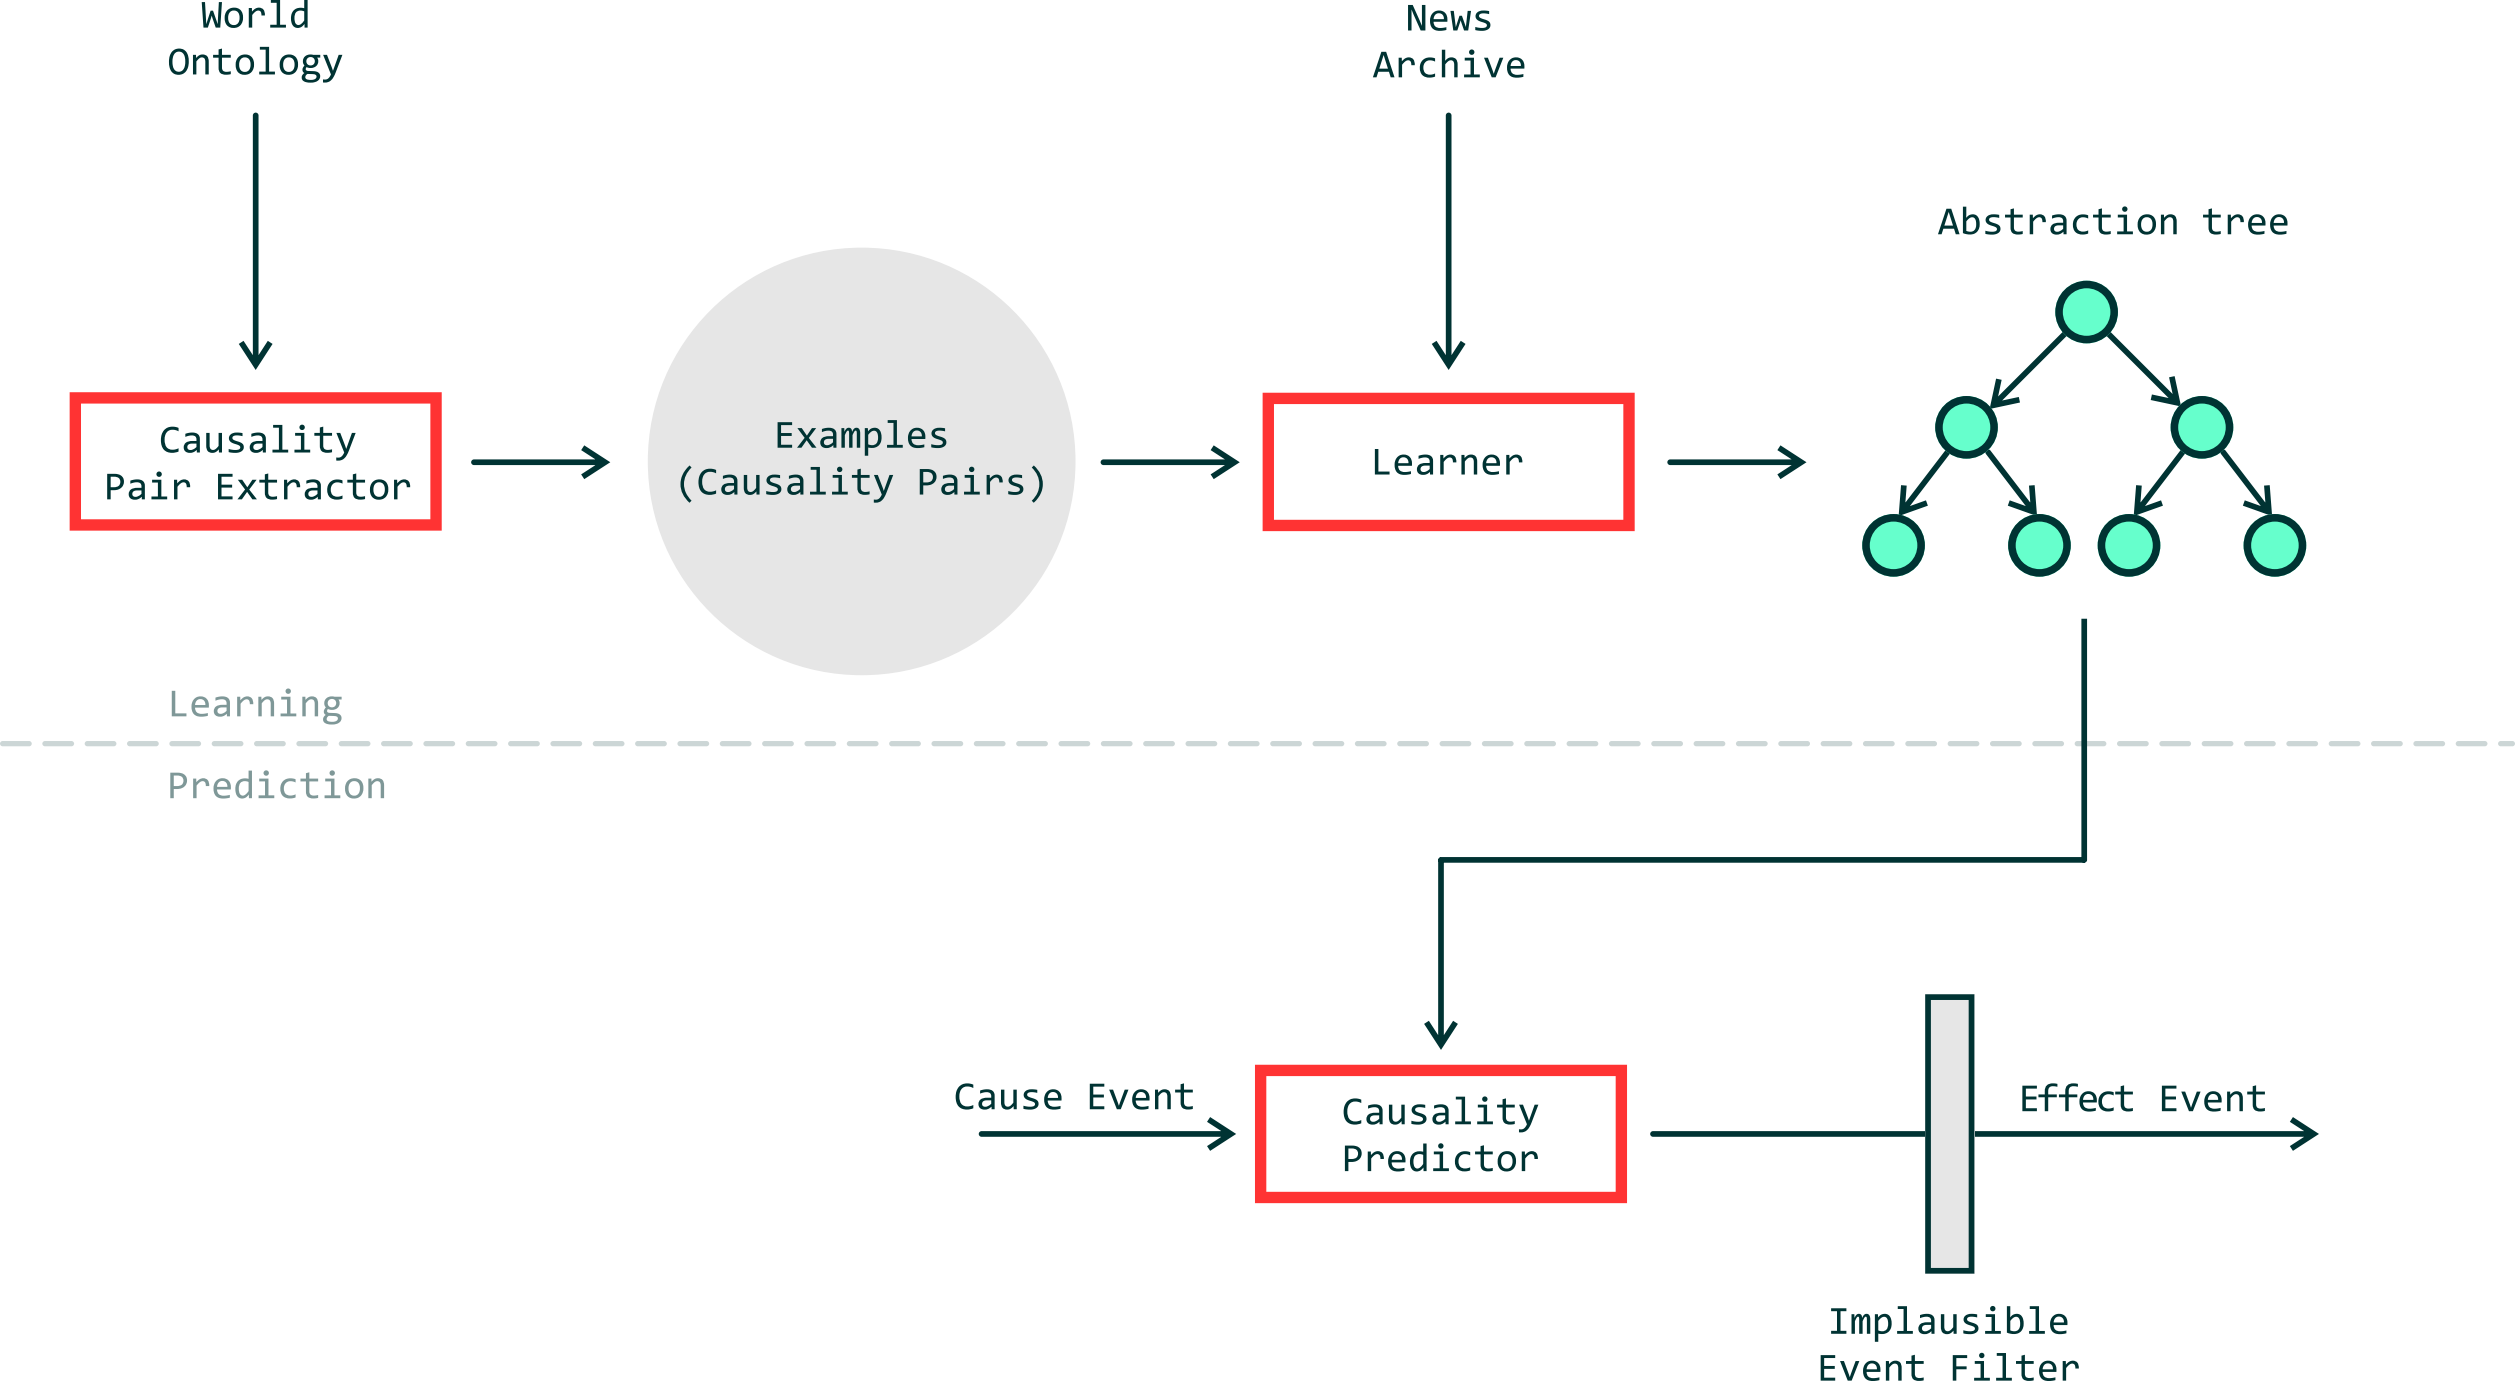 World
Ontology
News
Archive
Abstraction tree
Causality
Pair Extractor
Examples
(Causality Pairs)
Learner
Learning
Prediction
Cause Event
Causality
Predictor
Effect Event
Implausible
Event Filter